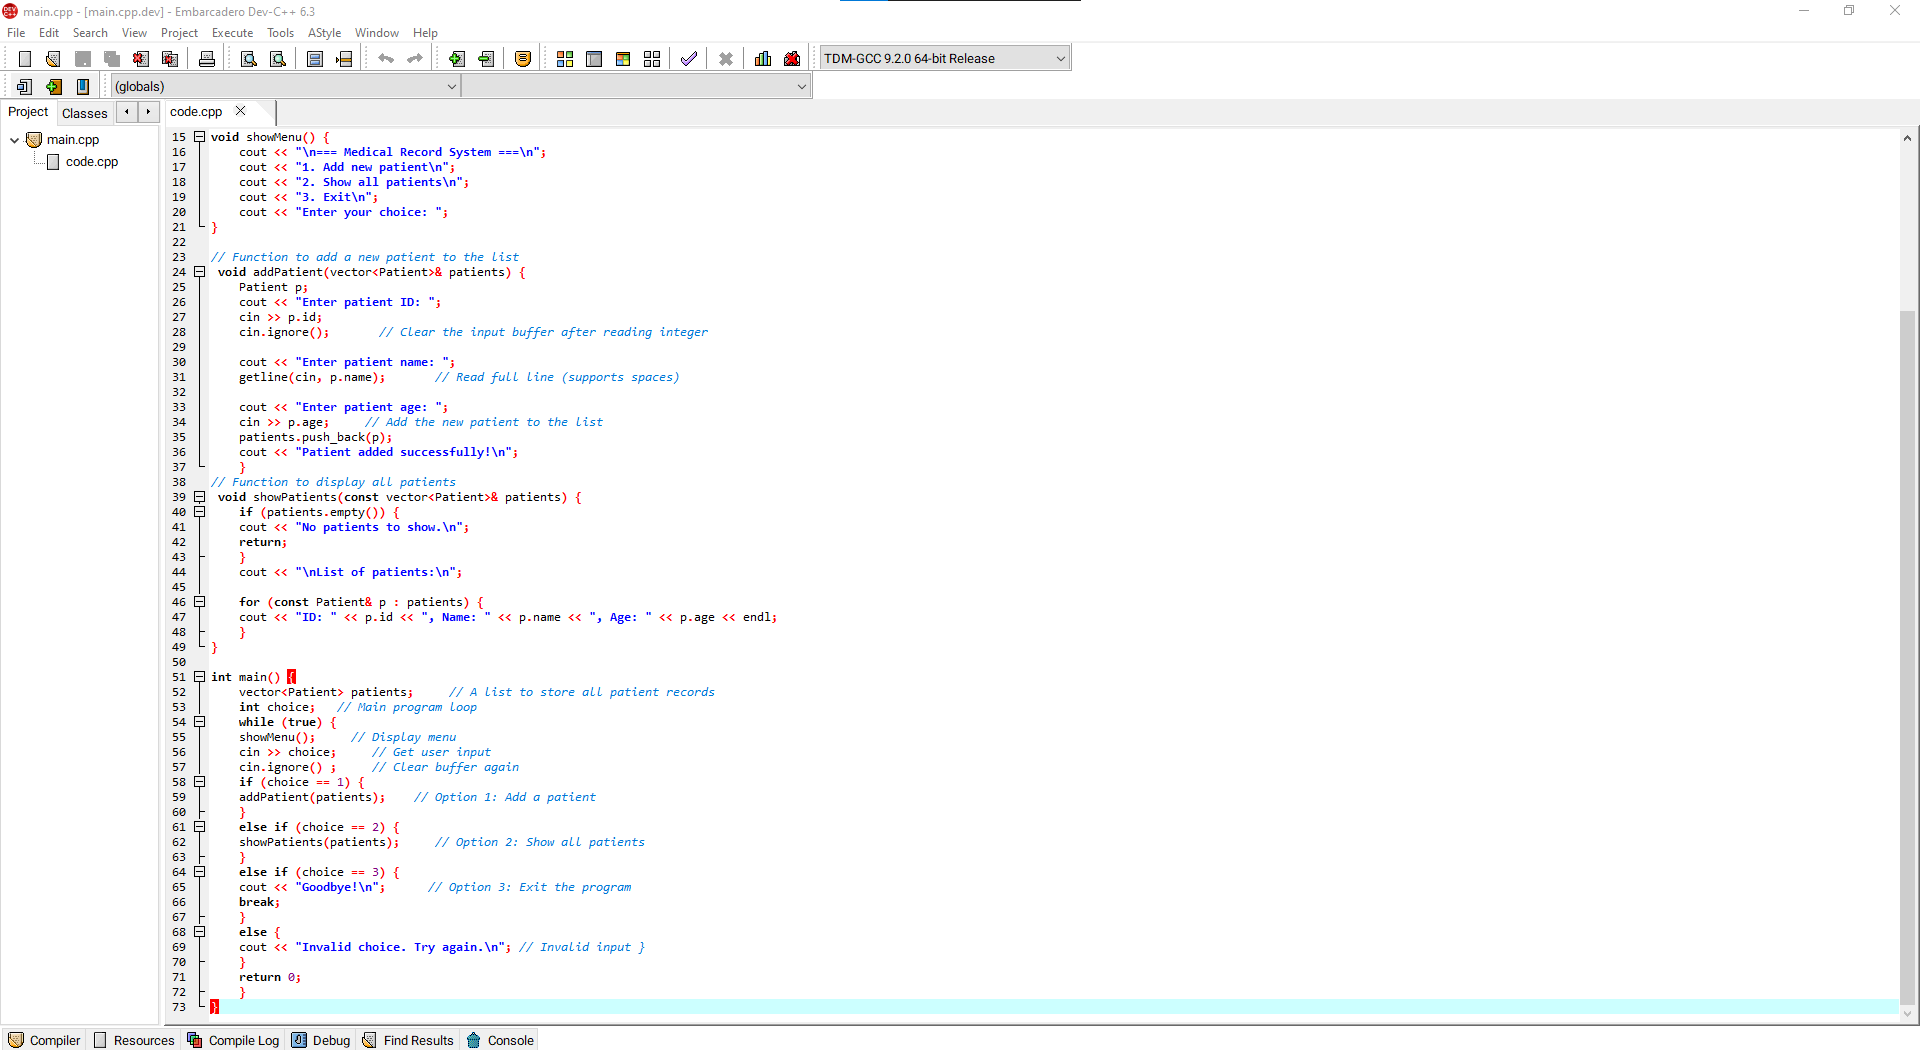 main.cpp - [main.cpp.dev] - Embarcadero Dev-C++ 6.3
File Edit Search View Project Execute Tools AStyle Window Help
TDM-GCC 9.2.0 64-bit Release
(globals)
Project Classes
code.cpp
main.cpp
code.cpp
15 void showMenu() {
16 cout << "\n=== Medical Record System ===\n";
17 cout << "1. Add new patient\n";
18 cout << "2. Show all patients\n";
19 cout << "3. Exit\n";
20 cout << "Enter your choice: ";
21 }
22
23 // Function to add a new patient to the list
24 void addPatient(vector<Patient>& patients) {
25 Patient p;
26 cout << "Enter patient ID: ";
27 cin >> p.id;
28 cin.ignore(); // Clear the input buffer after reading integer
29
30 cout << "Enter patient name: ";
31 getline(cin, p.name); // Read full line (supports spaces)
32
33 cout << "Enter patient age: ";
34 cin >> p.age; // Add the new patient to the list
35 patients.push_back(p);
36 cout << "Patient added successfully!\n";
37 }
38 // Function to display all patients
39 void showPatients(const vector<Patient>& patients) {
40 if (patients.empty()) {
41 cout << "No patients to show.\n";
42 return;
43 }
44 cout << "\nList of patients:\n";
45
46 for (const Patient& p : patients) {
47 cout << "ID: " << p.id << ", Name: " << p.name << ", Age: " << p.age << endl;
48 }
49 }
50
51 int main() {
52 vector<Patient> patients; // A list to store all patient records
53 int choice; // Main program loop
54 while (true) {
55 showMenu(); // Display menu
56 cin >> choice; // Get user input
57 cin.ignore() ; // Clear buffer again
58 if (choice == 1) {
59 addPatient(patients); // Option 1: Add a patient
60 }
61 else if (choice == 2) {
62 showPatients(patients); // Option 2: Show all patients
63 }
64 else if (choice == 3) {
65 cout << "Goodbye!\n"; // Option 3: Exit the program
66 break;
67 }
68 else {
69 cout << "Invalid choice. Try again.\n"; // Invalid input }
70 }
71 return 0;
72 }
73 }
Compiler Resources Compile Log Debug Find Results Console